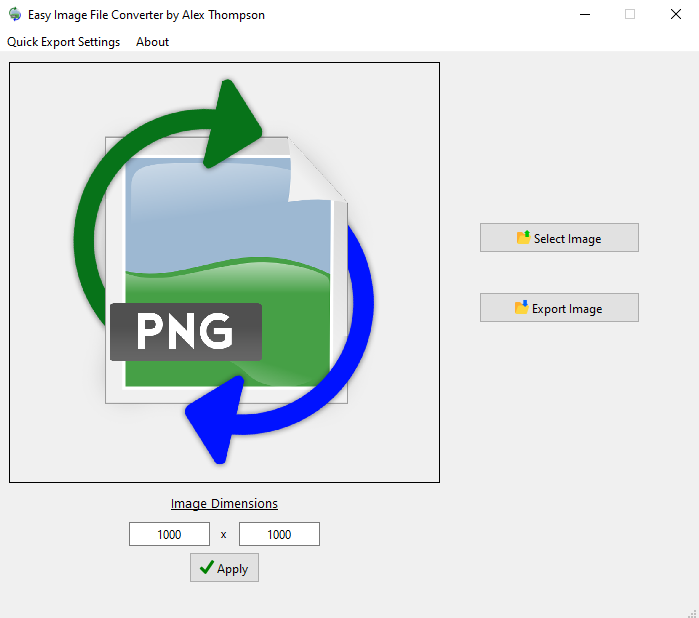 Easy Image File Converter by Alex Thompson
Quick Export Settings About
PNG
Select Image
Export Image
Image Dimensions
1000 x 1000
Apply